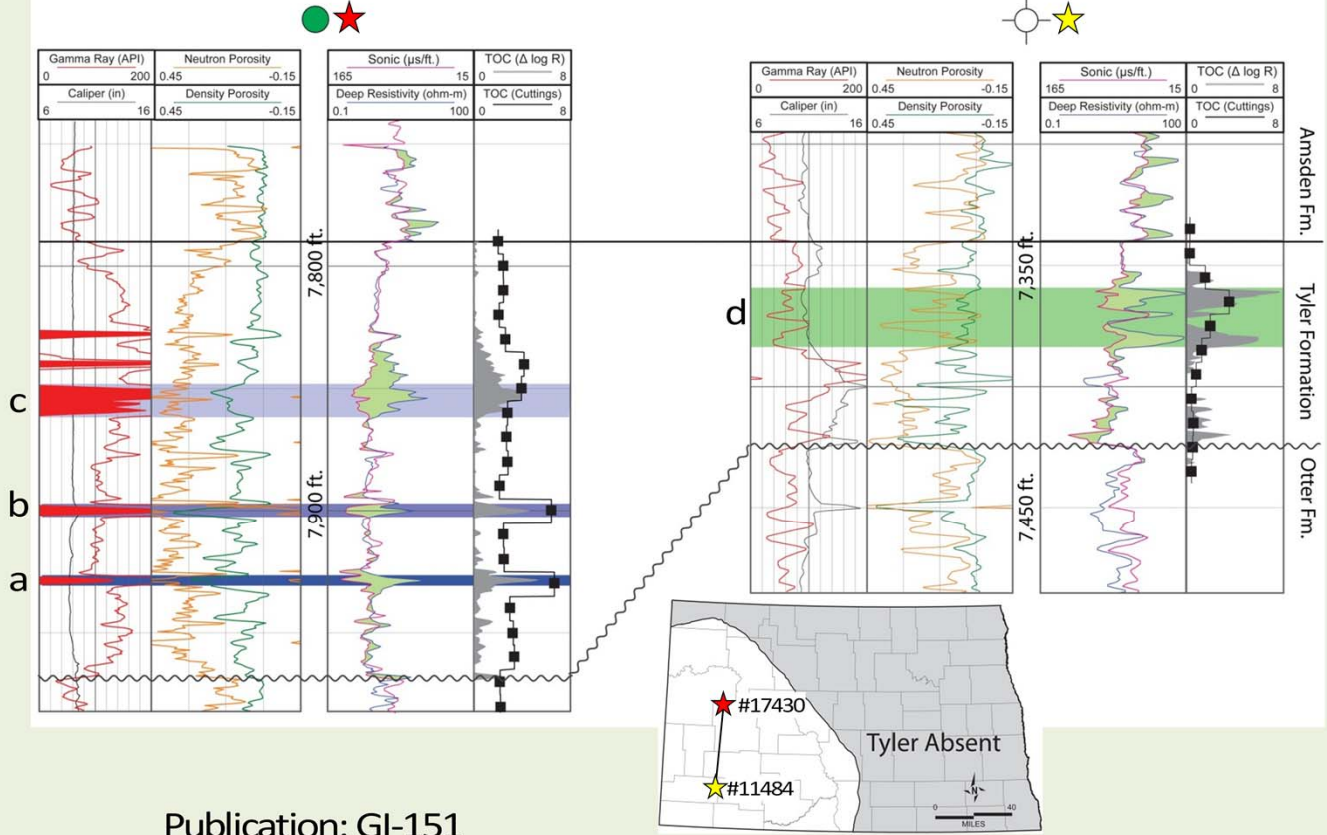 Gamma Ray (API)
0 200
Caliper (in)
6 16
Neutron Porosity
0.45 -0.15
Density Porosity
0.45 -0.15
Sonic (µs/ft.)
165 15
Deep Resistivity (ohm-m)
0.1 100
TOC (Δ log R)
0 8
TOC (Cuttings)
0 8
7,800 ft.
7,900 ft.
c
b
a
Gamma Ray (API)
0 200
Caliper (in)
6 16
Neutron Porosity
0.45 -0.15
Density Porosity
0.45 -0.15
Sonic (µs/ft.)
165 15
Deep Resistivity (ohm-m)
0.1 100
TOC (Δ log R)
0 8
TOC (Cuttings)
0 8
7,350 ft.
7,450 ft.
d
Amsden Fm.
Tyler Formation
Otter Fm.
#17430
#11484
Tyler Absent
N
0 40
MILES
Publication: GI-151